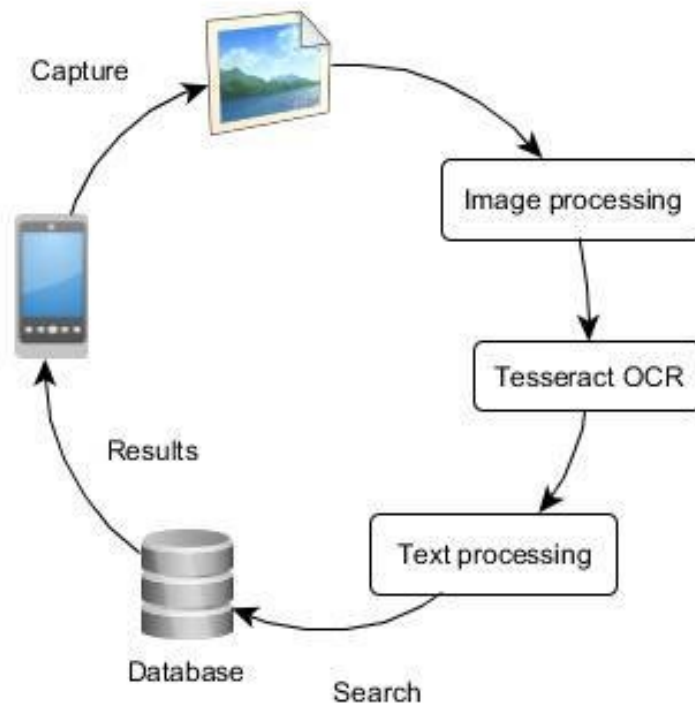 Capture
Image processing
Tesseract OCR
Text processing
Search
Database
Results